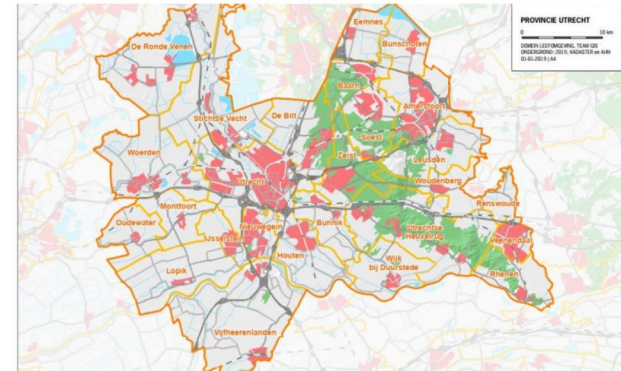 PROVINCIE UTRECHT
0 10 km
DOMEIN LEEFOMGEVING, TEAM GIS
ONDERGROND: 2019, KADASTER en AHN
01-01-2019 | A4
Eemnes
De Ronde Venen
Bunschoten
Baarn
Amersfoort
Stichtse Vecht
De Bilt
Soest
Woerden
Zeist
Leusden
Utrecht
Woudenberg
Renswoude
Montfoort
Oudewater
Nieuwegein
Bunnik
IJsselstein
Utrechtse
Heuvelrug
Veenendaal
Houten
Wijk
bij Duurstede
Lopik
Rhenen
Vijfheerenlanden